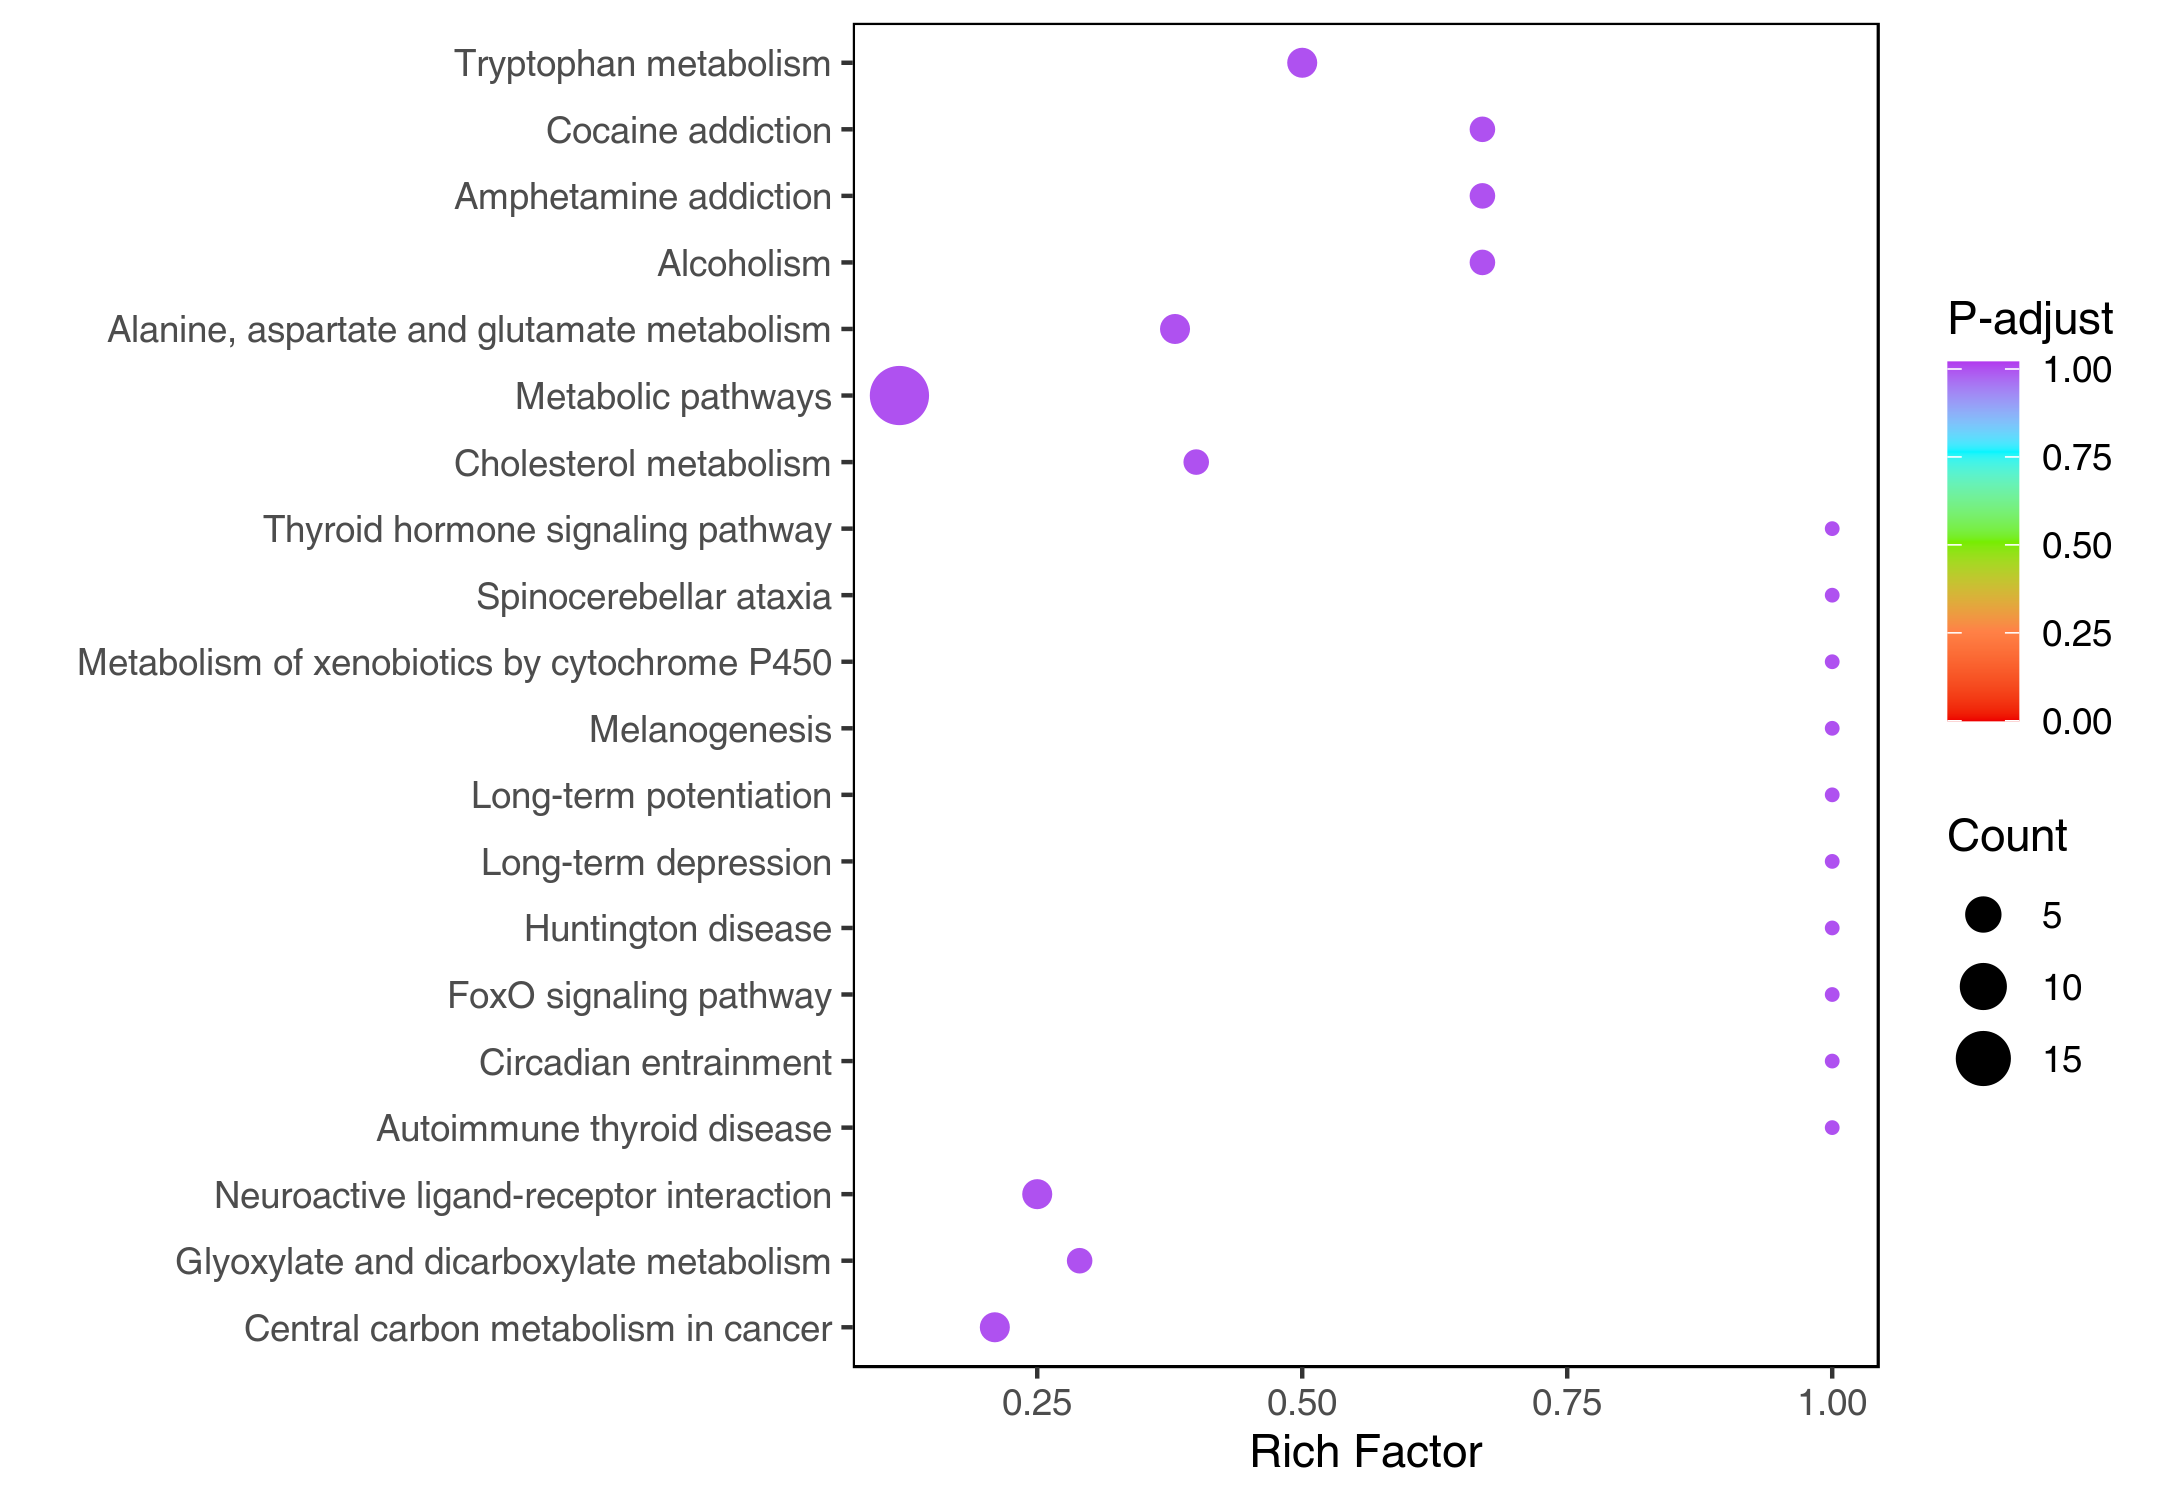 Tryptophan metabolism
Cocaine addiction
Amphetamine addiction
Alcoholism
Alanine, aspartate and glutamate metabolism
Metabolic pathways
Cholesterol metabolism
Thyroid hormone signaling pathway
Spinocerebellar ataxia
Metabolism of xenobiotics by cytochrome P450
Melanogenesis
Long-term potentiation
Long-term depression
Huntington disease
FoxO signaling pathway
Circadian entrainment
Autoimmune thyroid disease
Neuroactive ligand-receptor interaction
Glyoxylate and dicarboxylate metabolism
Central carbon metabolism in cancer
0.25 0.50 0.75 1.00
Rich Factor
P-adjust
1.00
0.75
0.50
0.25
0.00
Count
5
10
15